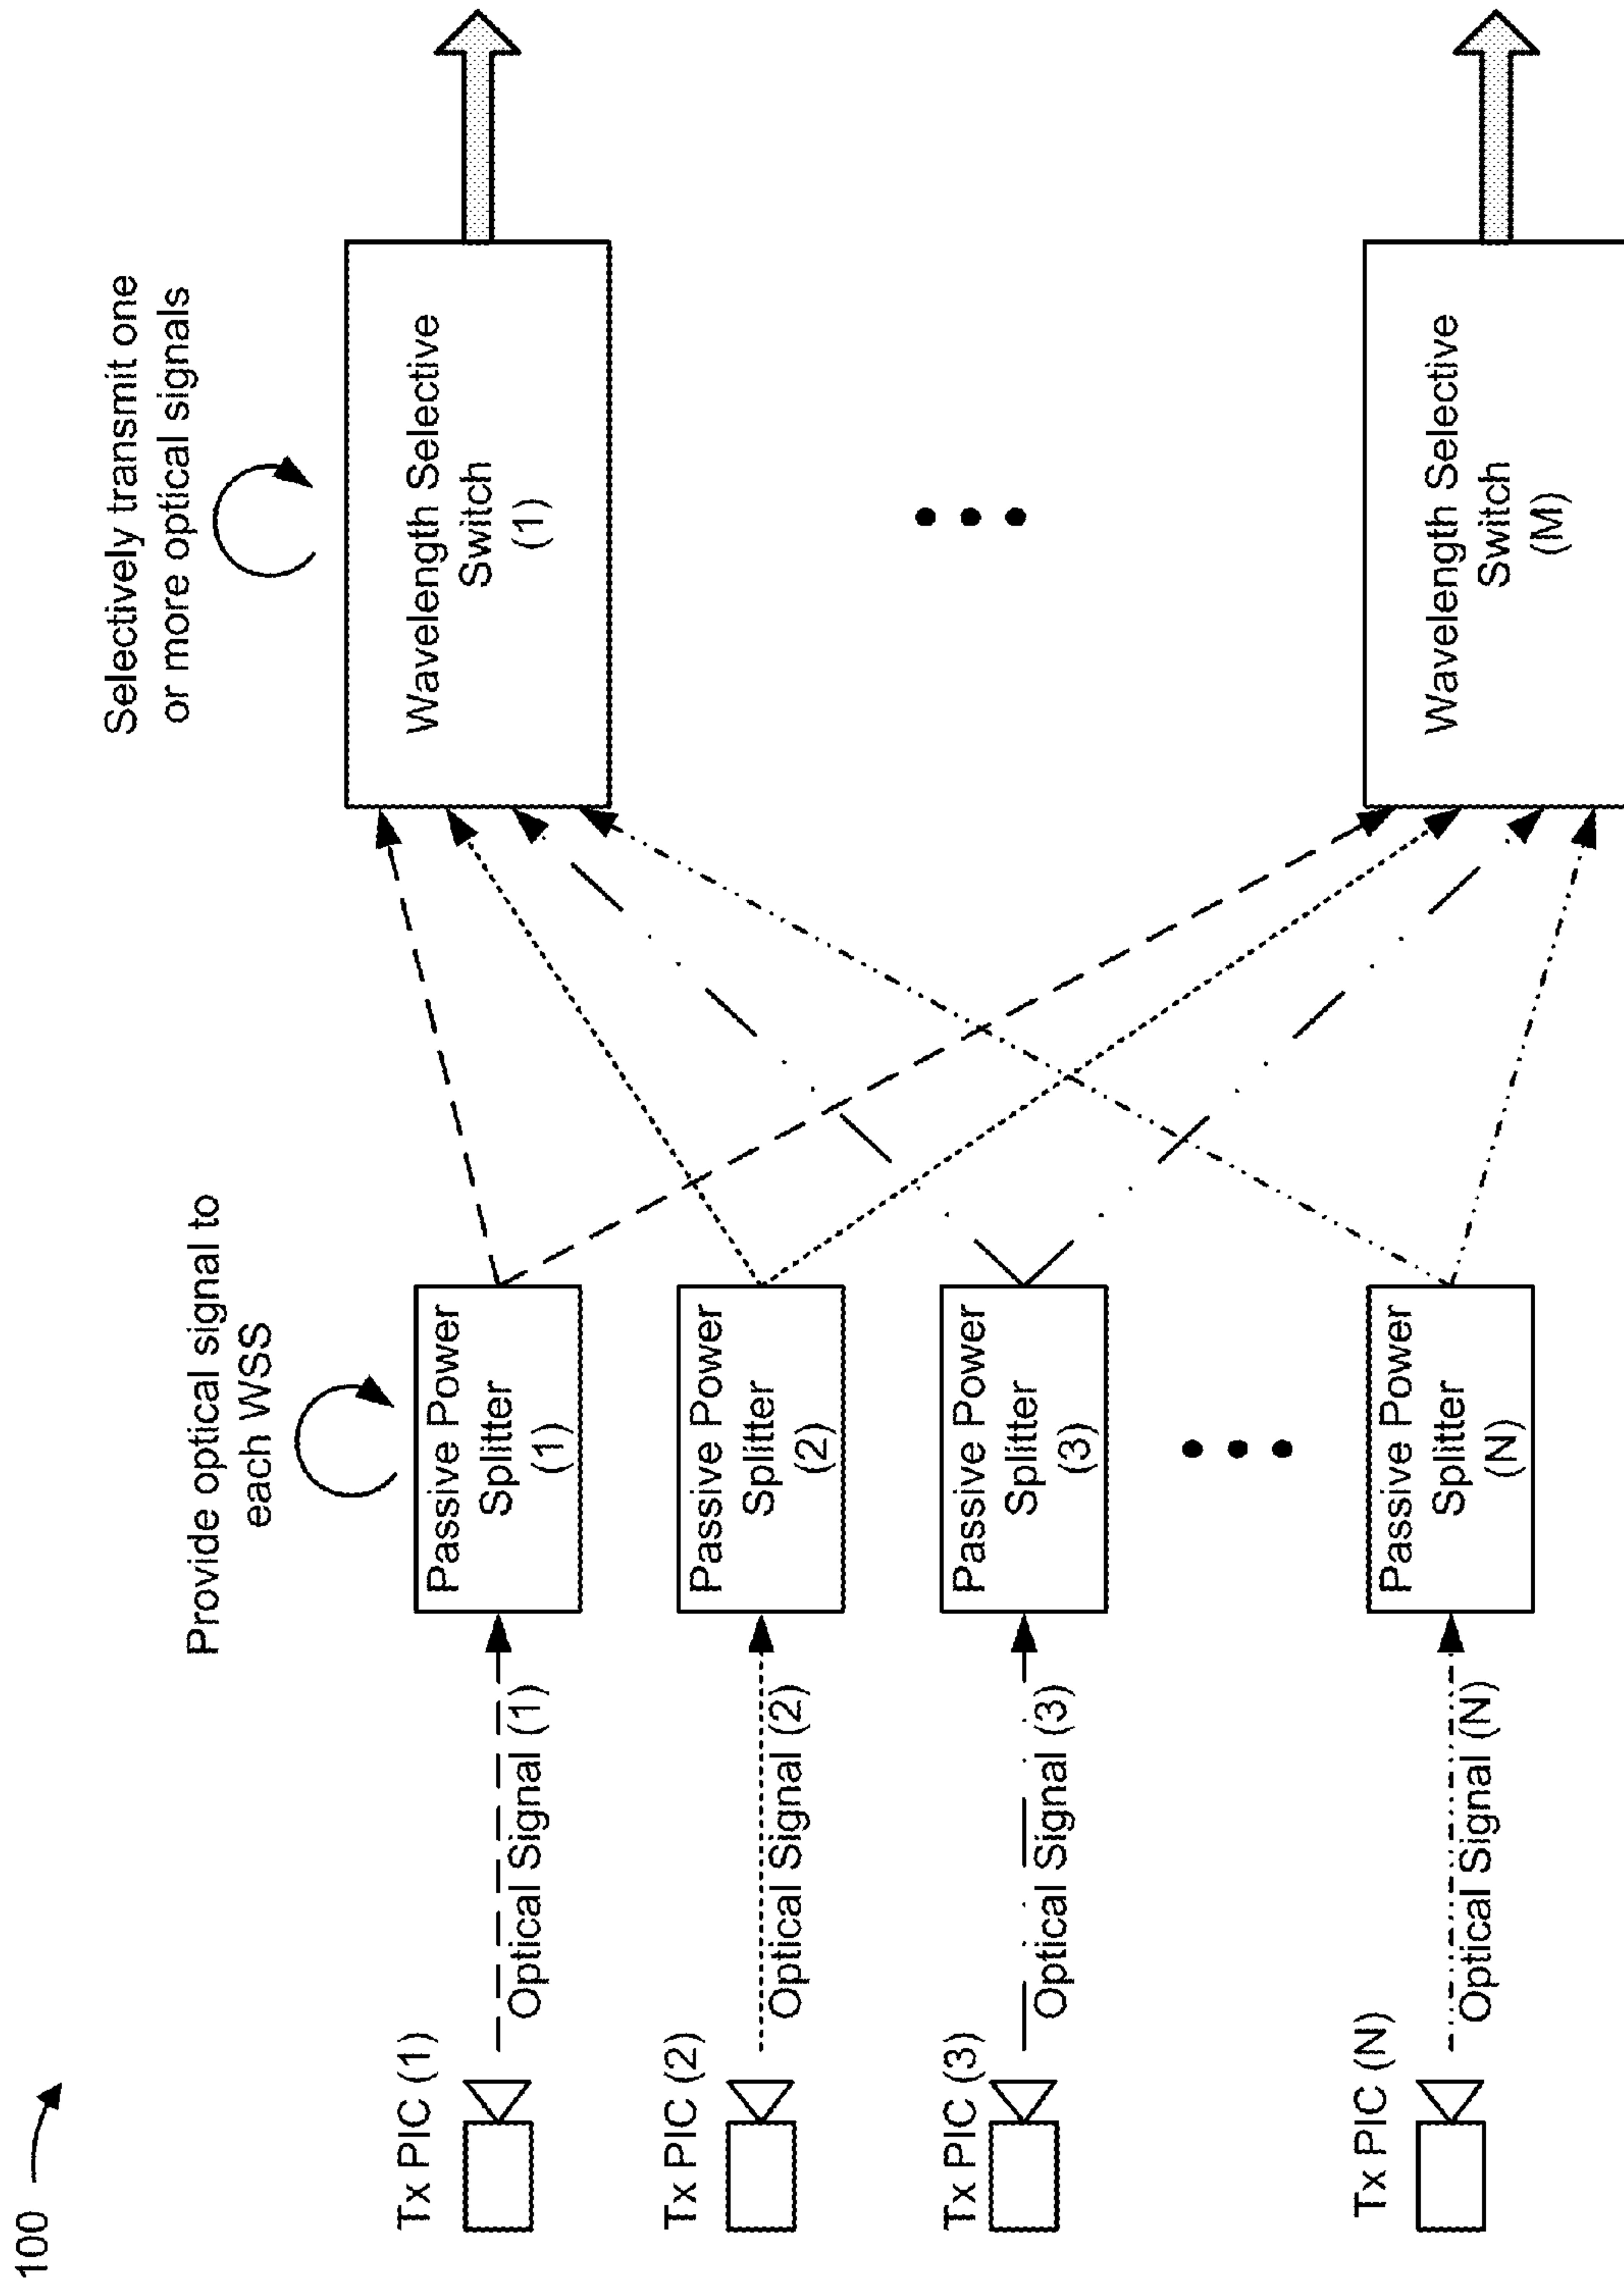 100
Provide optical signal to
each WSS
Selectively transmit one
or more optical signals
Tx PIC (1)
Optical Signal (1)
Passive Power
Splitter
(1)
Wavelength Selective
Switch
(1)
Tx PIC (2)
Optical Signal (2)
Passive Power
Splitter
(2)
Tx PIC (3)
Optical Signal (3)
Passive Power
Splitter
(3)
Tx PIC (N)
Optical Signal (N)
Passive Power
Splitter
(N)
Wavelength Selective
Switch
(M)